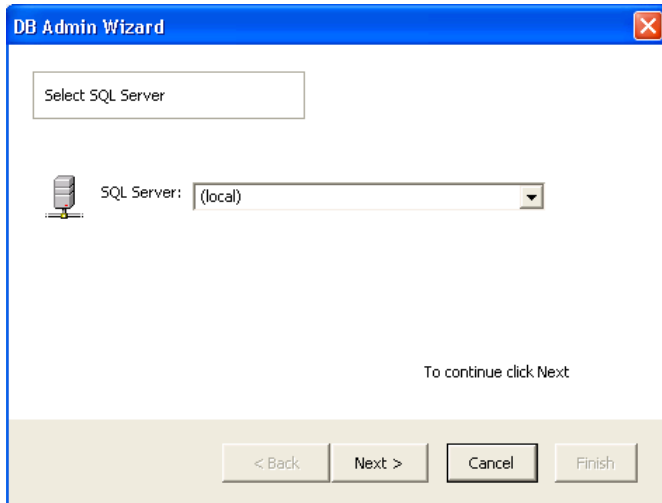 DB Admin Wizard
Select SQL Server
SQL Server: (local)
To continue click Next
< Back Next > Cancel Finish